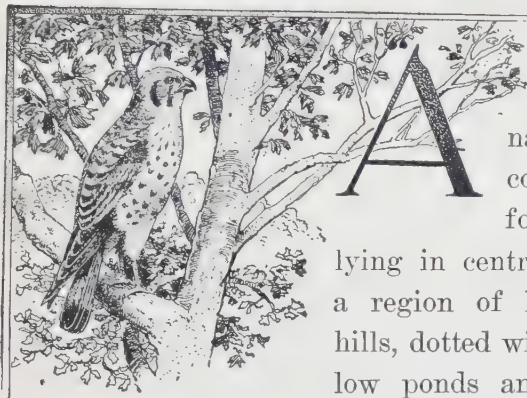 A
na
co
fo
lying in centr
a region of
hills, dotted wi
low ponds an